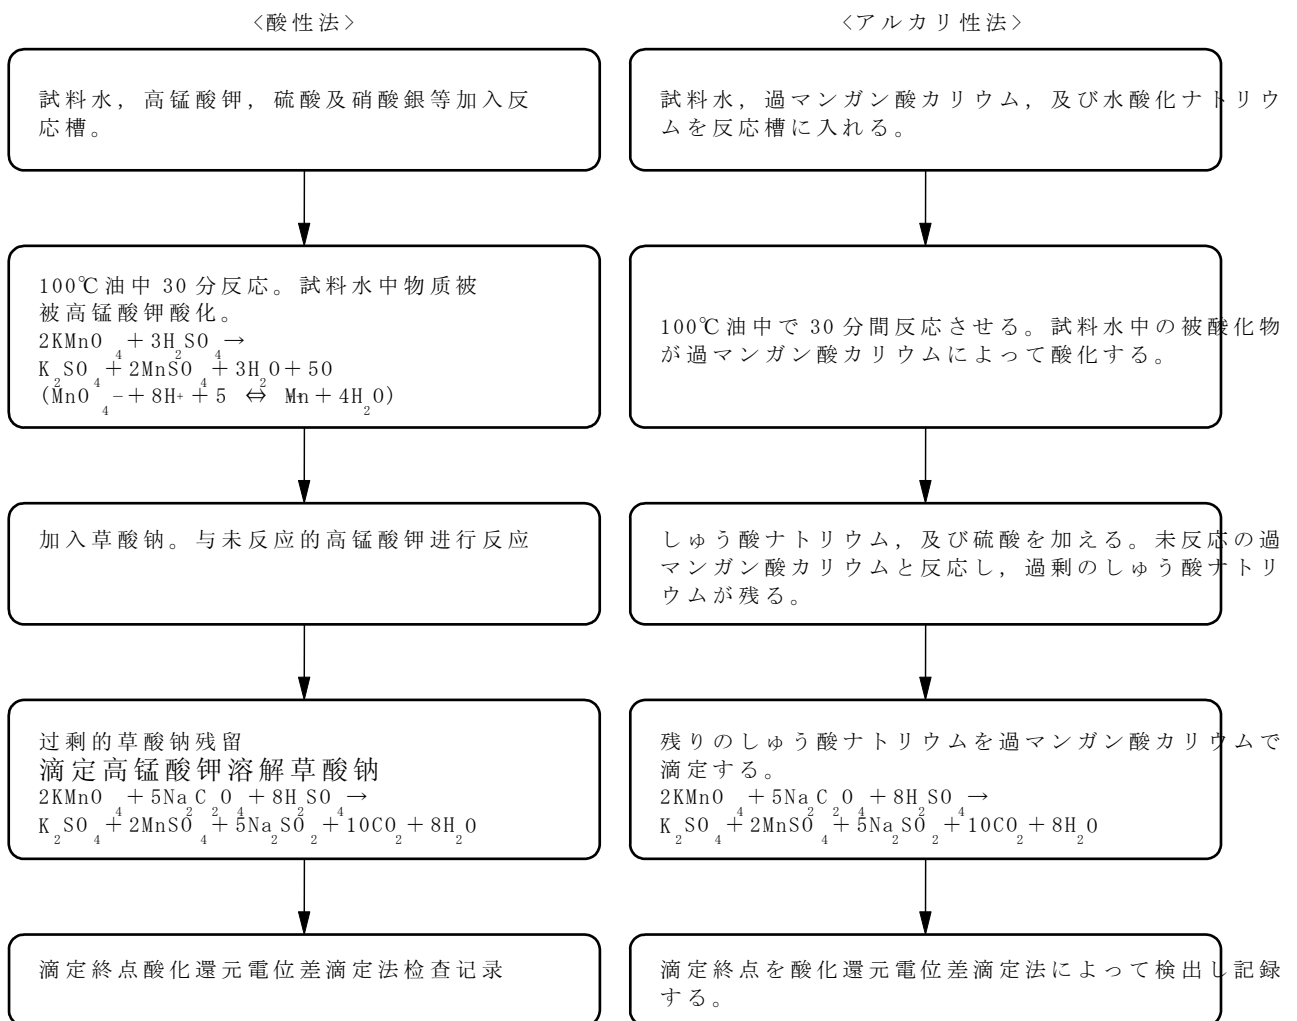 <酸性法>
試料水，高锰酸钾，硫酸及硝酸銀等加入反
応槽。
100℃油中 30 分反応。試料水中物质被
被高锰酸钾酸化。
2KMnO₄＋3H₂SO₄→
K₂SO₄＋2MnSO₄＋3H₂O＋5O
(MnO₄－＋8H+＋5 ⇔ Mn＋4H₂O)
加入草酸钠。与未反应的高锰酸钾进行反应
过剩的草酸钠残留
滴定高锰酸钾溶解草酸钠
2KMnO₄＋5Na₂C₂O₄＋8H₂SO₄→
K₂SO₄＋2MnSO₄＋5Na₂SO₂＋10CO₂＋8H₂O
滴定終点酸化還元電位差滴定法检查记录
<アルカリ性法>
試料水，過マンガン酸カリウム，及び水酸化ナトリウ
ムを反応槽に入れる。
100℃油中で 30 分間反応させる。試料水中の被酸化物
が過マンガン酸カリウムによって酸化する。
しゅう酸ナトリウム，及び硫酸を加える。未反応の過
マンガン酸カリウムと反応し，過剰のしゅう酸ナトリ
ウムが残る。
残りのしゅう酸ナトリウムを過マンガン酸カリウムで
滴定する。
2KMnO₄＋5Na₂C₂O₄＋8H₂SO₄→
K₂SO₄＋2MnSO₄＋5Na₂SO₂＋10CO₂＋8H₂O
滴定終点を酸化還元電位差滴定法によって検出し記録
する。